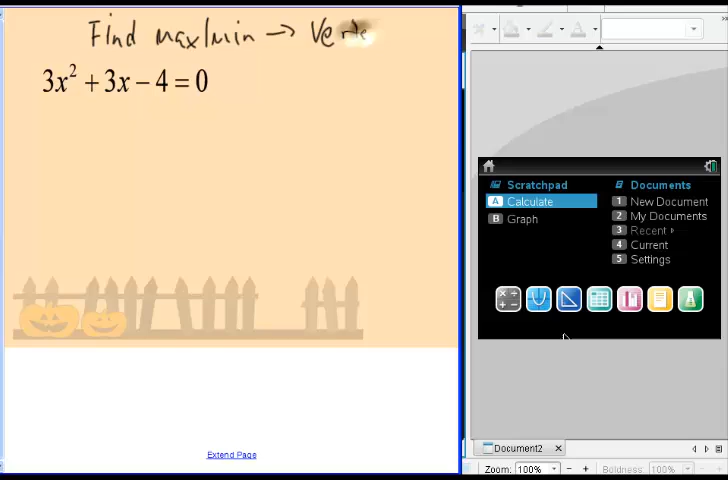 Find max/min → Verte
3x² + 3x − 4 = 0
Extend Page
Scratchpad
A Calculate
B Graph
Documents
1 New Document
2 My Documents
3 Recent ▸
4 Current
5 Settings
Document2
Zoom: 100%
Boldness: 100%